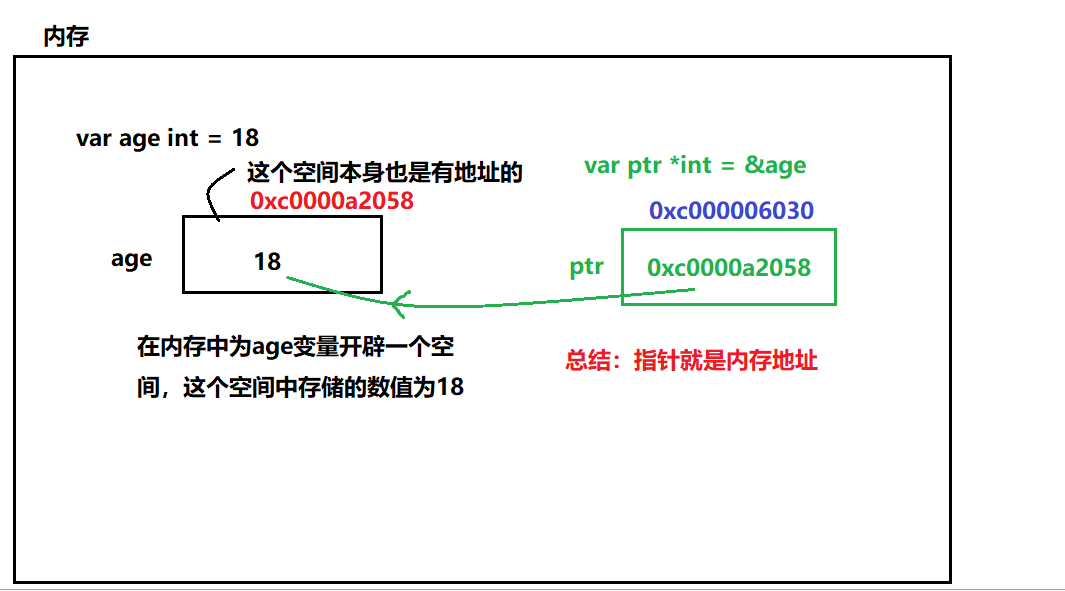 内存
var age int = 18
这个空间本身也是有地址的
0xc0000a2058
age
18
在内存中为age变量开辟一个空
间，这个空间中存储的数值为18
var ptr *int = &age
0xc000006030
ptr
0xc0000a2058
总结：指针就是内存地址